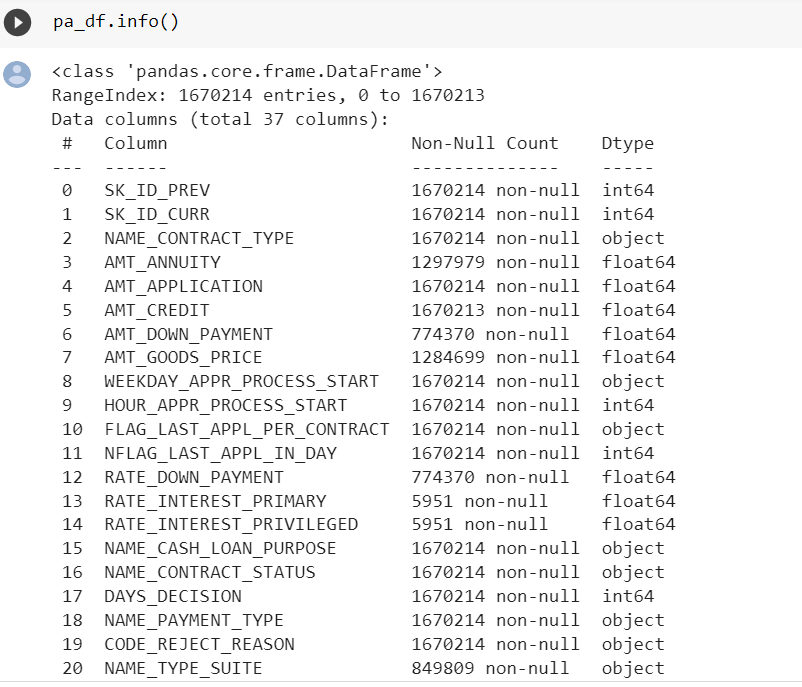 pa_df.info()
<class 'pandas.core.frame.DataFrame'>
RangeIndex: 1670214 entries, 0 to 1670213
Data columns (total 37 columns):
 #   Column                       Non-Null Count    Dtype
---  ------                       --------------    -----
 0   SK_ID_PREV                   1670214 non-null  int64
 1   SK_ID_CURR                   1670214 non-null  int64
 2   NAME_CONTRACT_TYPE           1670214 non-null  object
 3   AMT_ANNUITY                  1297979 non-null  float64
 4   AMT_APPLICATION              1670214 non-null  float64
 5   AMT_CREDIT                   1670213 non-null  float64
 6   AMT_DOWN_PAYMENT             774370 non-null   float64
 7   AMT_GOODS_PRICE              1284699 non-null  float64
 8   WEEKDAY_APPR_PROCESS_START   1670214 non-null  object
 9   HOUR_APPR_PROCESS_START      1670214 non-null  int64
 10  FLAG_LAST_APPL_PER_CONTRACT  1670214 non-null  object
 11  NFLAG_LAST_APPL_IN_DAY       1670214 non-null  int64
 12  RATE_DOWN_PAYMENT            774370 non-null   float64
 13  RATE_INTEREST_PRIMARY        5951 non-null     float64
 14  RATE_INTEREST_PRIVILEGED     5951 non-null     float64
 15  NAME_CASH_LOAN_PURPOSE       1670214 non-null  object
 16  NAME_CONTRACT_STATUS         1670214 non-null  object
 17  DAYS_DECISION                1670214 non-null  int64
 18  NAME_PAYMENT_TYPE            1670214 non-null  object
 19  CODE_REJECT_REASON           1670214 non-null  object
 20  NAME_TYPE_SUITE              849809 non-null   object